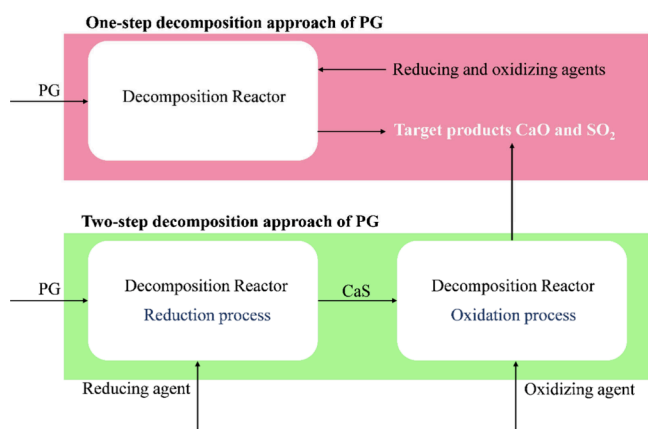 One-step decomposition approach of PG
Reducing and oxidizing agents
PG
Decomposition Reactor
Target products CaO and SO₂
Two-step decomposition approach of PG
PG
Decomposition Reactor
Reduction process
CaS
Decomposition Reactor
Oxidation process
Reducing agent
Oxidizing agent